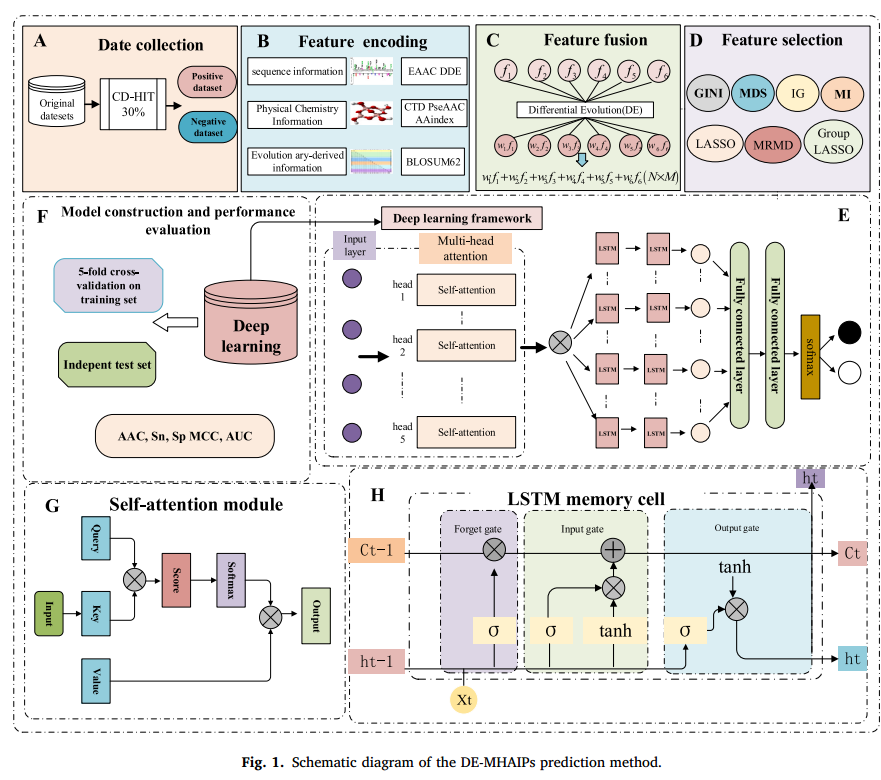 A
Date collection
Original
datesets
CD-HIT
30%
Positive
dataset
Negative
dataset
B
Feature encoding
sequence information
EAAC DDE
Physical Chemistry
Information
CTD PseAAC
AAindex
Evolution ary-derived
information
BLOSUM62
C
Feature fusion
f1 f2 f3 f4 f5 f6
Differential Evolution(DE)
w1f1 w2f2 w3f3 w4f4 w5f5 w6f6
w1f1+w2f2+w3f3+w4f4+w5f5+w6f6(N×M)
D
Feature selection
GINI
MDS
IG
MI
LASSO
MRMD
Group
LASSO
F
Model construction and performance
evaluation
5-fold cross-
validation on
training set
Deep
learning
Indepent test set
AAC, Sn, Sp MCC, AUC
E
Deep learning framework
Input
layer
Multi-head
attention
head
1
Self-attention
head
2
Self-attention
head
5
Self-attention
LSTM
LSTM
LSTM
LSTM
LSTM
LSTM
LSTM
LSTM
Fully connected layer
Fully connected layer
sofmax
G
Self-attention module
Input
Query
Key
Value
Score
Softmax
Output
H
LSTM memory cell
ht
Forget gate
Input gate
Output gate
Ct-1
+
tanh
Ct
σ
σ
tanh
σ
ht-1
ht
Xt
Fig. 1. Schematic diagram of the DE-MHAIPs prediction method.